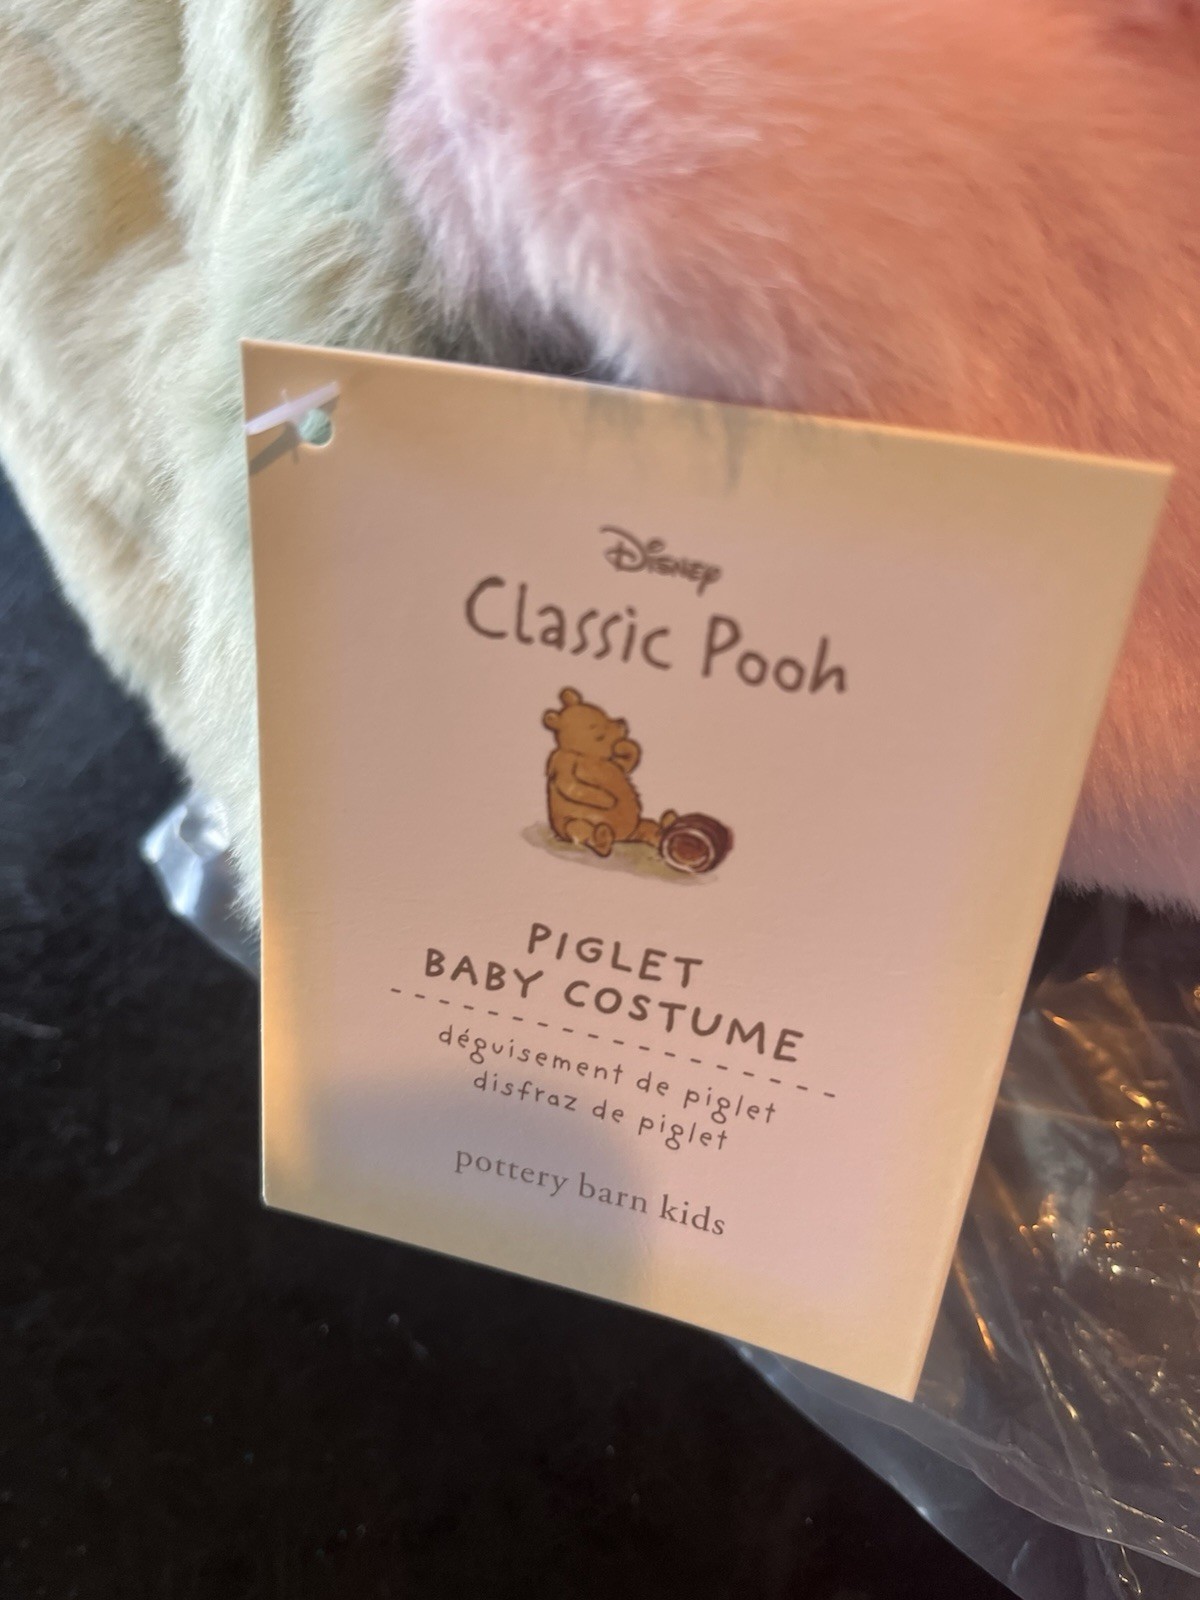 Disney
Classic Pooh
PIGLET
BABY COSTUME
déguisement de piglet
disfraz de piglet
pottery barn kids